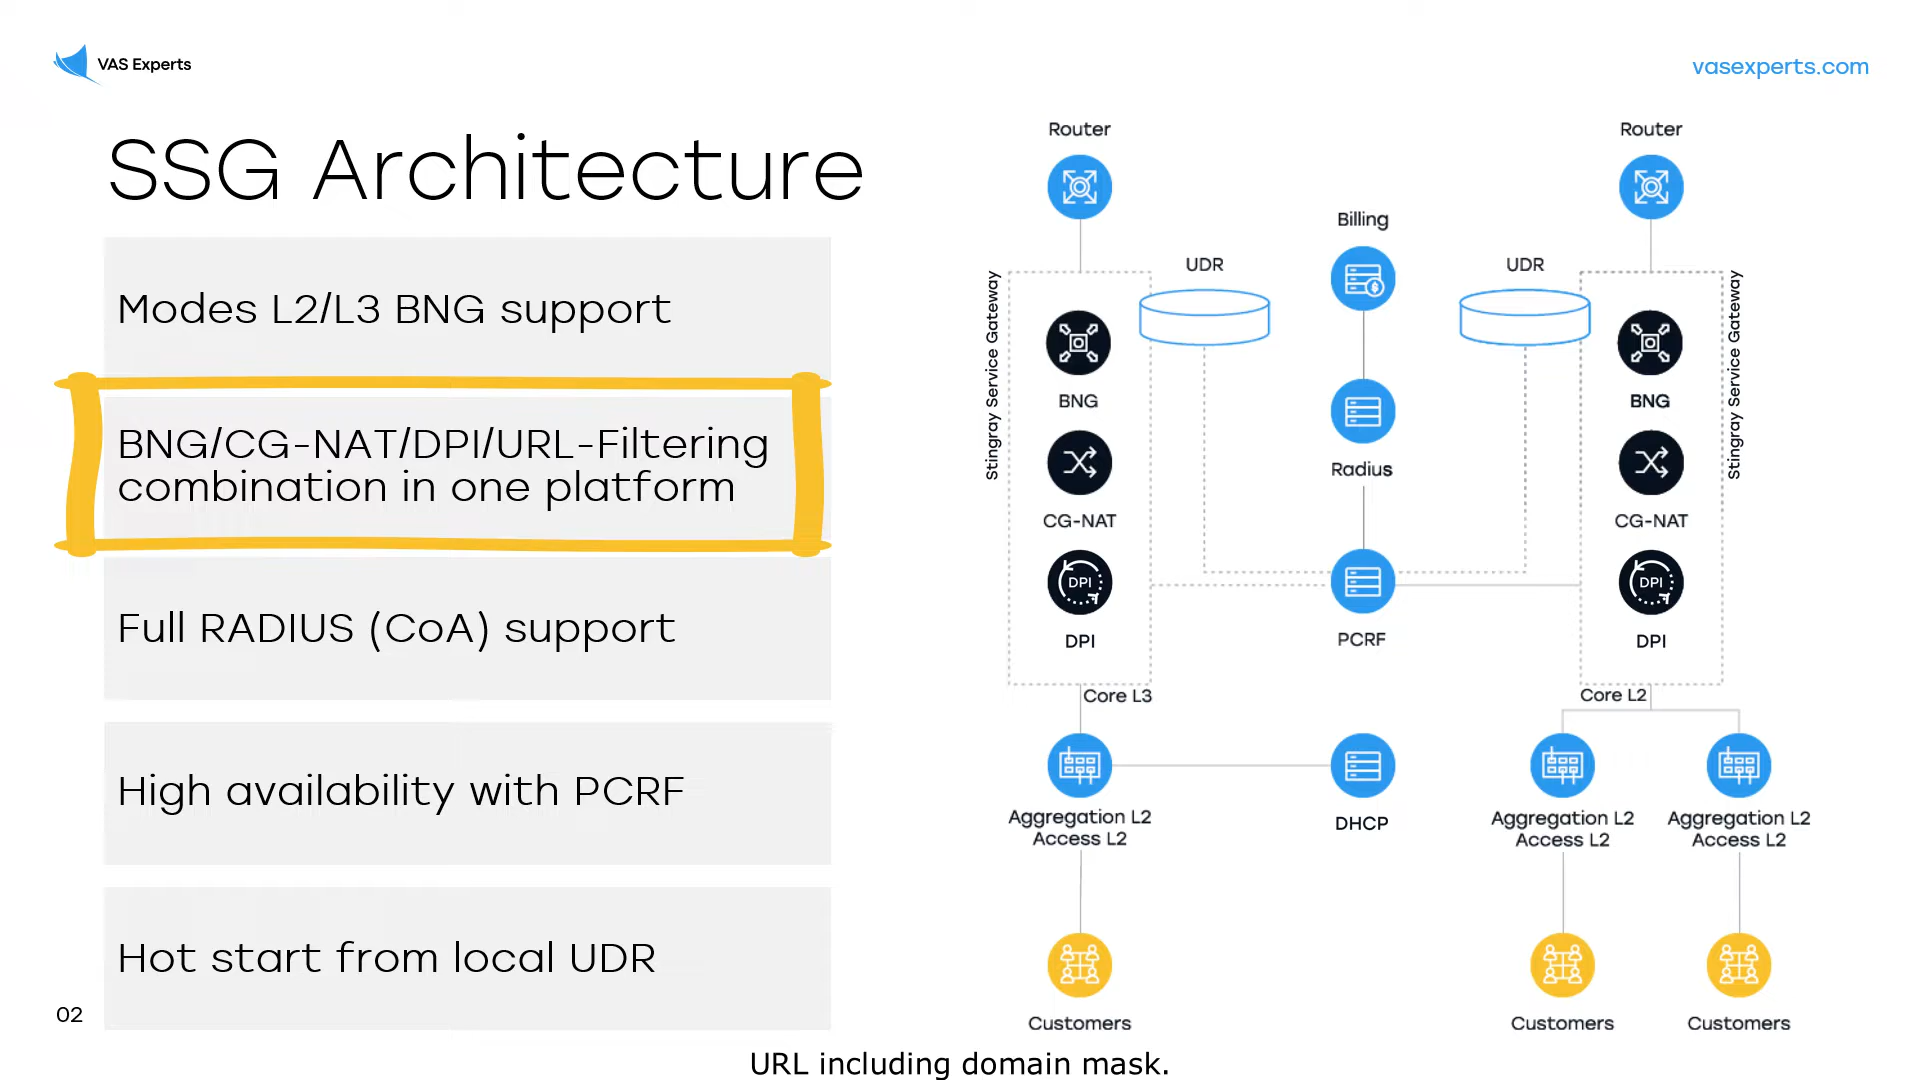 VAS Experts
vasexperts.com
SSG Architecture
Modes L2/L3 BNG support
BNG/CG-NAT/DPI/URL-Filtering
combination in one platform
Full RADIUS (CoA) support
High availability with PCRF
Hot start from local UDR
02
Router
Router
Billing
UDR
UDR
Stingray Service Gateway
Stingray Service Gateway
BNG
BNG
Radius
CG-NAT
CG-NAT
DPI
DPI
DPI
PCRF
DPI
Core L3
Core L2
Aggregation L2
Access L2
DHCP
Aggregation L2
Access L2
Aggregation L2
Access L2
Customers
Customers
Customers
URL including domain mask.